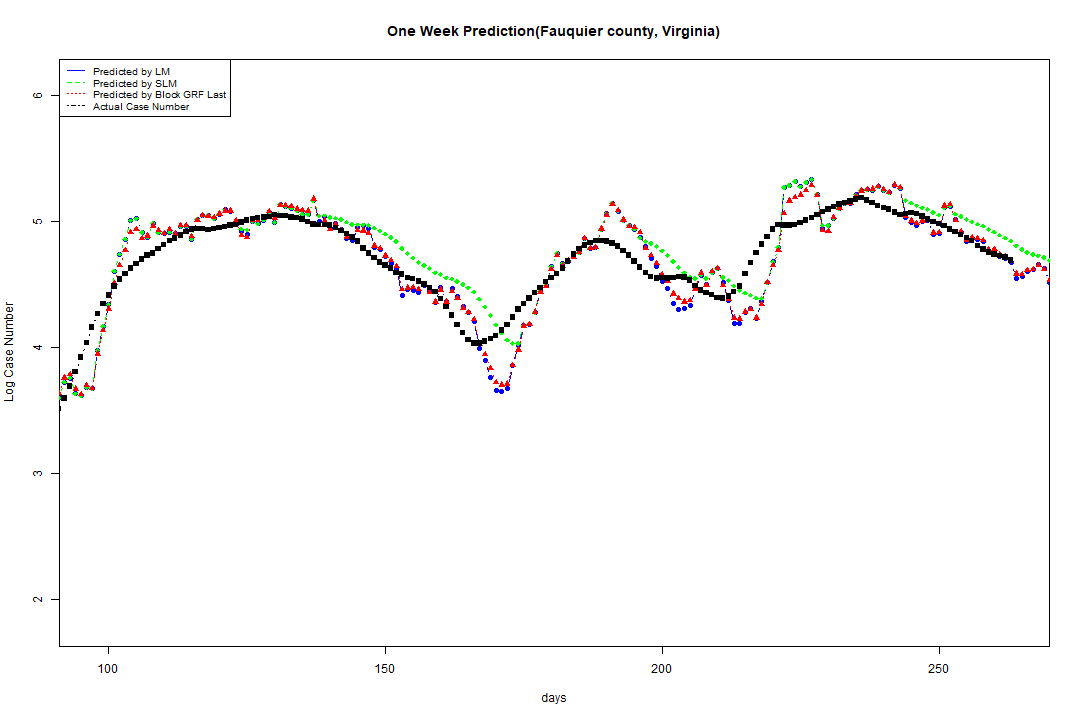 One Week Prediction(Fauquier county, Virginia)
Predicted by LM
Predicted by SLM
Predicted by Block GRF Last
Actual Case Number
6
5
4
3
2
Log Case Number
100 150 200 250
days